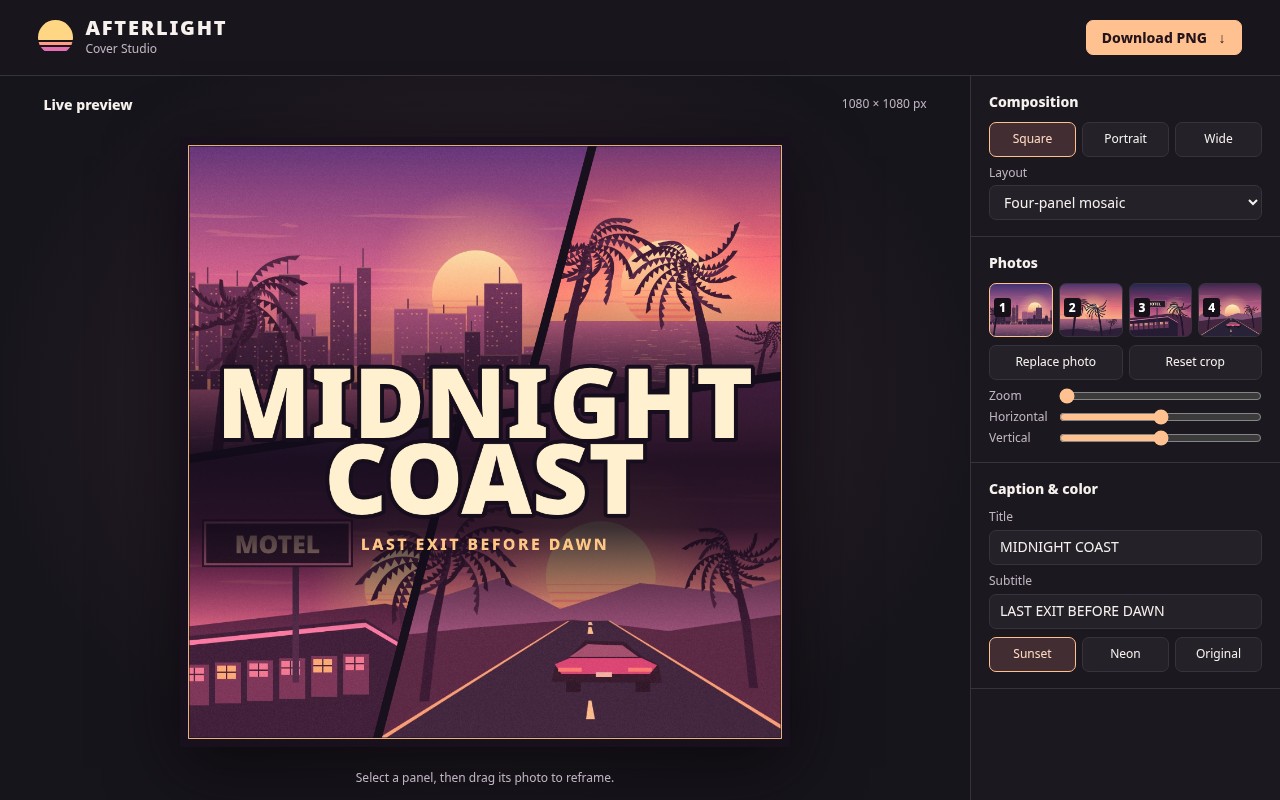 AFTERLIGHT
Cover Studio
Download PNG ↓
Live preview
1080 × 1080 px
MIDNIGHT
COAST
MOTEL
LAST EXIT BEFORE DAWN
Select a panel, then drag its photo to reframe.
Composition
Square Portrait Wide
Layout
Four-panel mosaic
Photos
1 2 3 4
Replace photo Reset crop
Zoom
Horizontal
Vertical
Caption & color
Title
MIDNIGHT COAST
Subtitle
LAST EXIT BEFORE DAWN
Sunset Neon Original